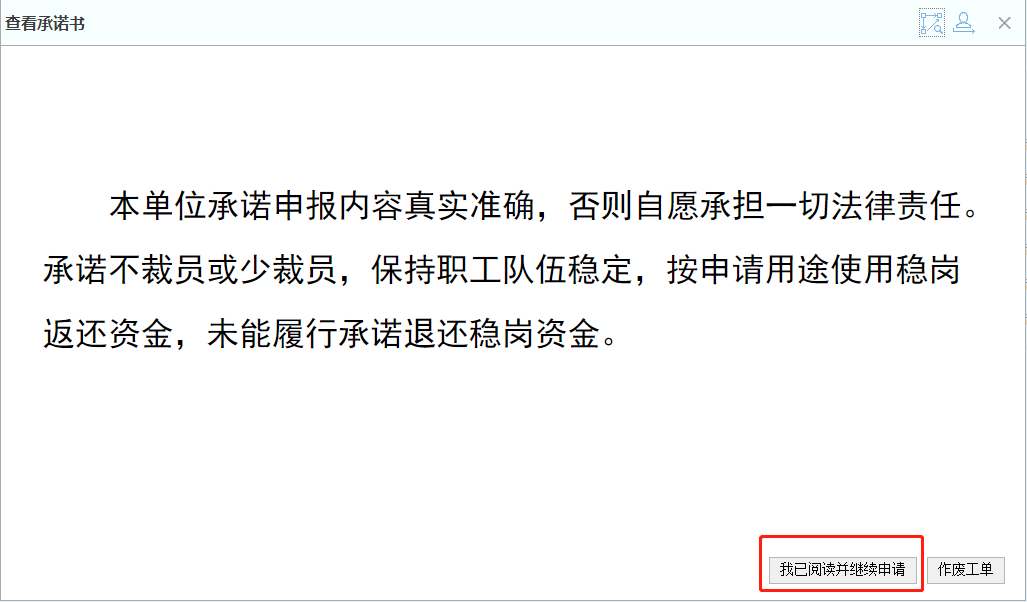 查看承诺书
本单位承诺申报内容真实准确，否则自愿承担一切法律责任。
承诺不裁员或少裁员，保持职工队伍稳定，按申请用途使用稳岗
返还资金，未能履行承诺退还稳岗资金。
我已阅读并继续申请 作废工单